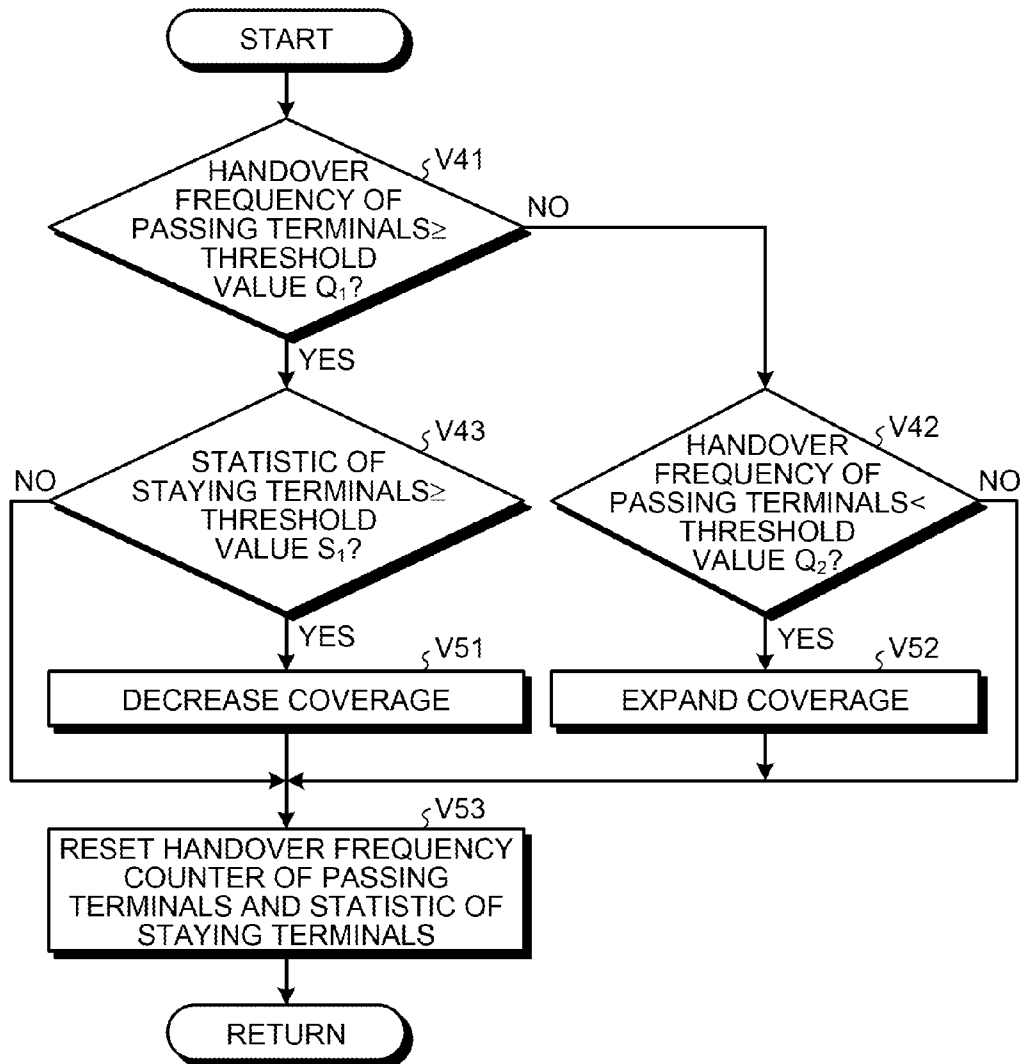 START
HANDOVER
FREQUENCY OF
PASSING TERMINALS≥
THRESHOLD
VALUE Q₁?
V41
NO
YES
STATISTIC OF
STAYING TERMINALS≥
THRESHOLD
VALUE S₁?
V43
NO
YES
HANDOVER
FREQUENCY OF
PASSING TERMINALS<
THRESHOLD
VALUE Q₂?
V42
NO
YES
V51
DECREASE COVERAGE
V52
EXPAND COVERAGE
V53
RESET HANDOVER FREQUENCY
COUNTER OF PASSING
TERMINALS AND STATISTIC OF
STAYING TERMINALS
RETURN